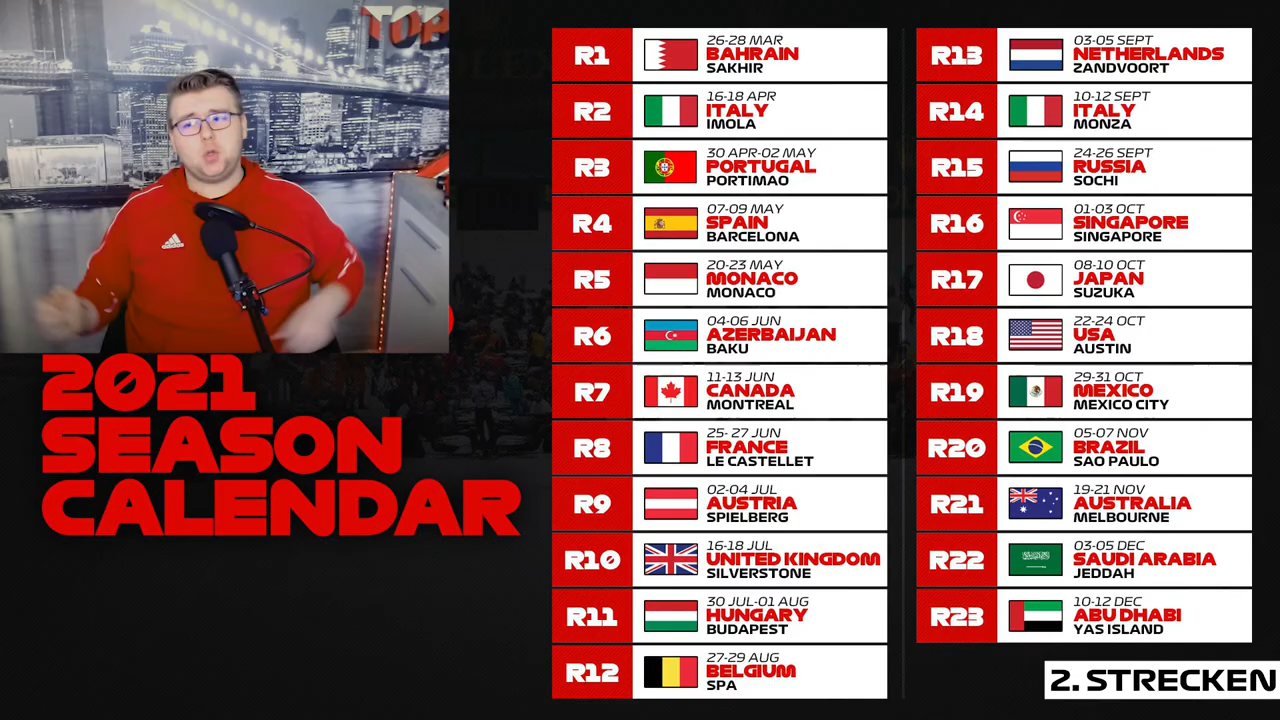 TOP
2021
SEASON
CALENDAR
adidas
R1
26-28 MAR
BAHRAIN
SAKHIR
R2
16-18 APR
ITALY
IMOLA
R3
30 APR-02 MAY
PORTUGAL
PORTIMAO
R4
07-09 MAY
SPAIN
BARCELONA
R5
20-23 MAY
MONACO
MONACO
R6
04-06 JUN
AZERBAIJAN
BAKU
R7
11-13 JUN
CANADA
MONTREAL
R8
25- 27 JUN
FRANCE
LE CASTELLET
R9
02-04 JUL
AUSTRIA
SPIELBERG
R10
16-18 JUL
UNITED KINGDOM
SILVERSTONE
R11
30 JUL-01 AUG
HUNGARY
BUDAPEST
R12
27-29 AUG
BELGIUM
SPA
R13
03-05 SEPT
NETHERLANDS
ZANDVOORT
R14
10-12 SEPT
ITALY
MONZA
R15
24-26 SEPT
RUSSIA
SOCHI
R16
01-03 OCT
SINGAPORE
SINGAPORE
R17
08-10 OCT
JAPAN
SUZUKA
R18
22-24 OCT
USA
AUSTIN
R19
29-31 OCT
MEXICO
MEXICO CITY
R20
05-07 NOV
BRAZIL
SAO PAULO
R21
19-21 NOV
AUSTRALIA
MELBOURNE
R22
03-05 DEC
SAUDI ARABIA
JEDDAH
R23
10-12 DEC
ABU DHABI
YAS ISLAND
2. STRECKEN